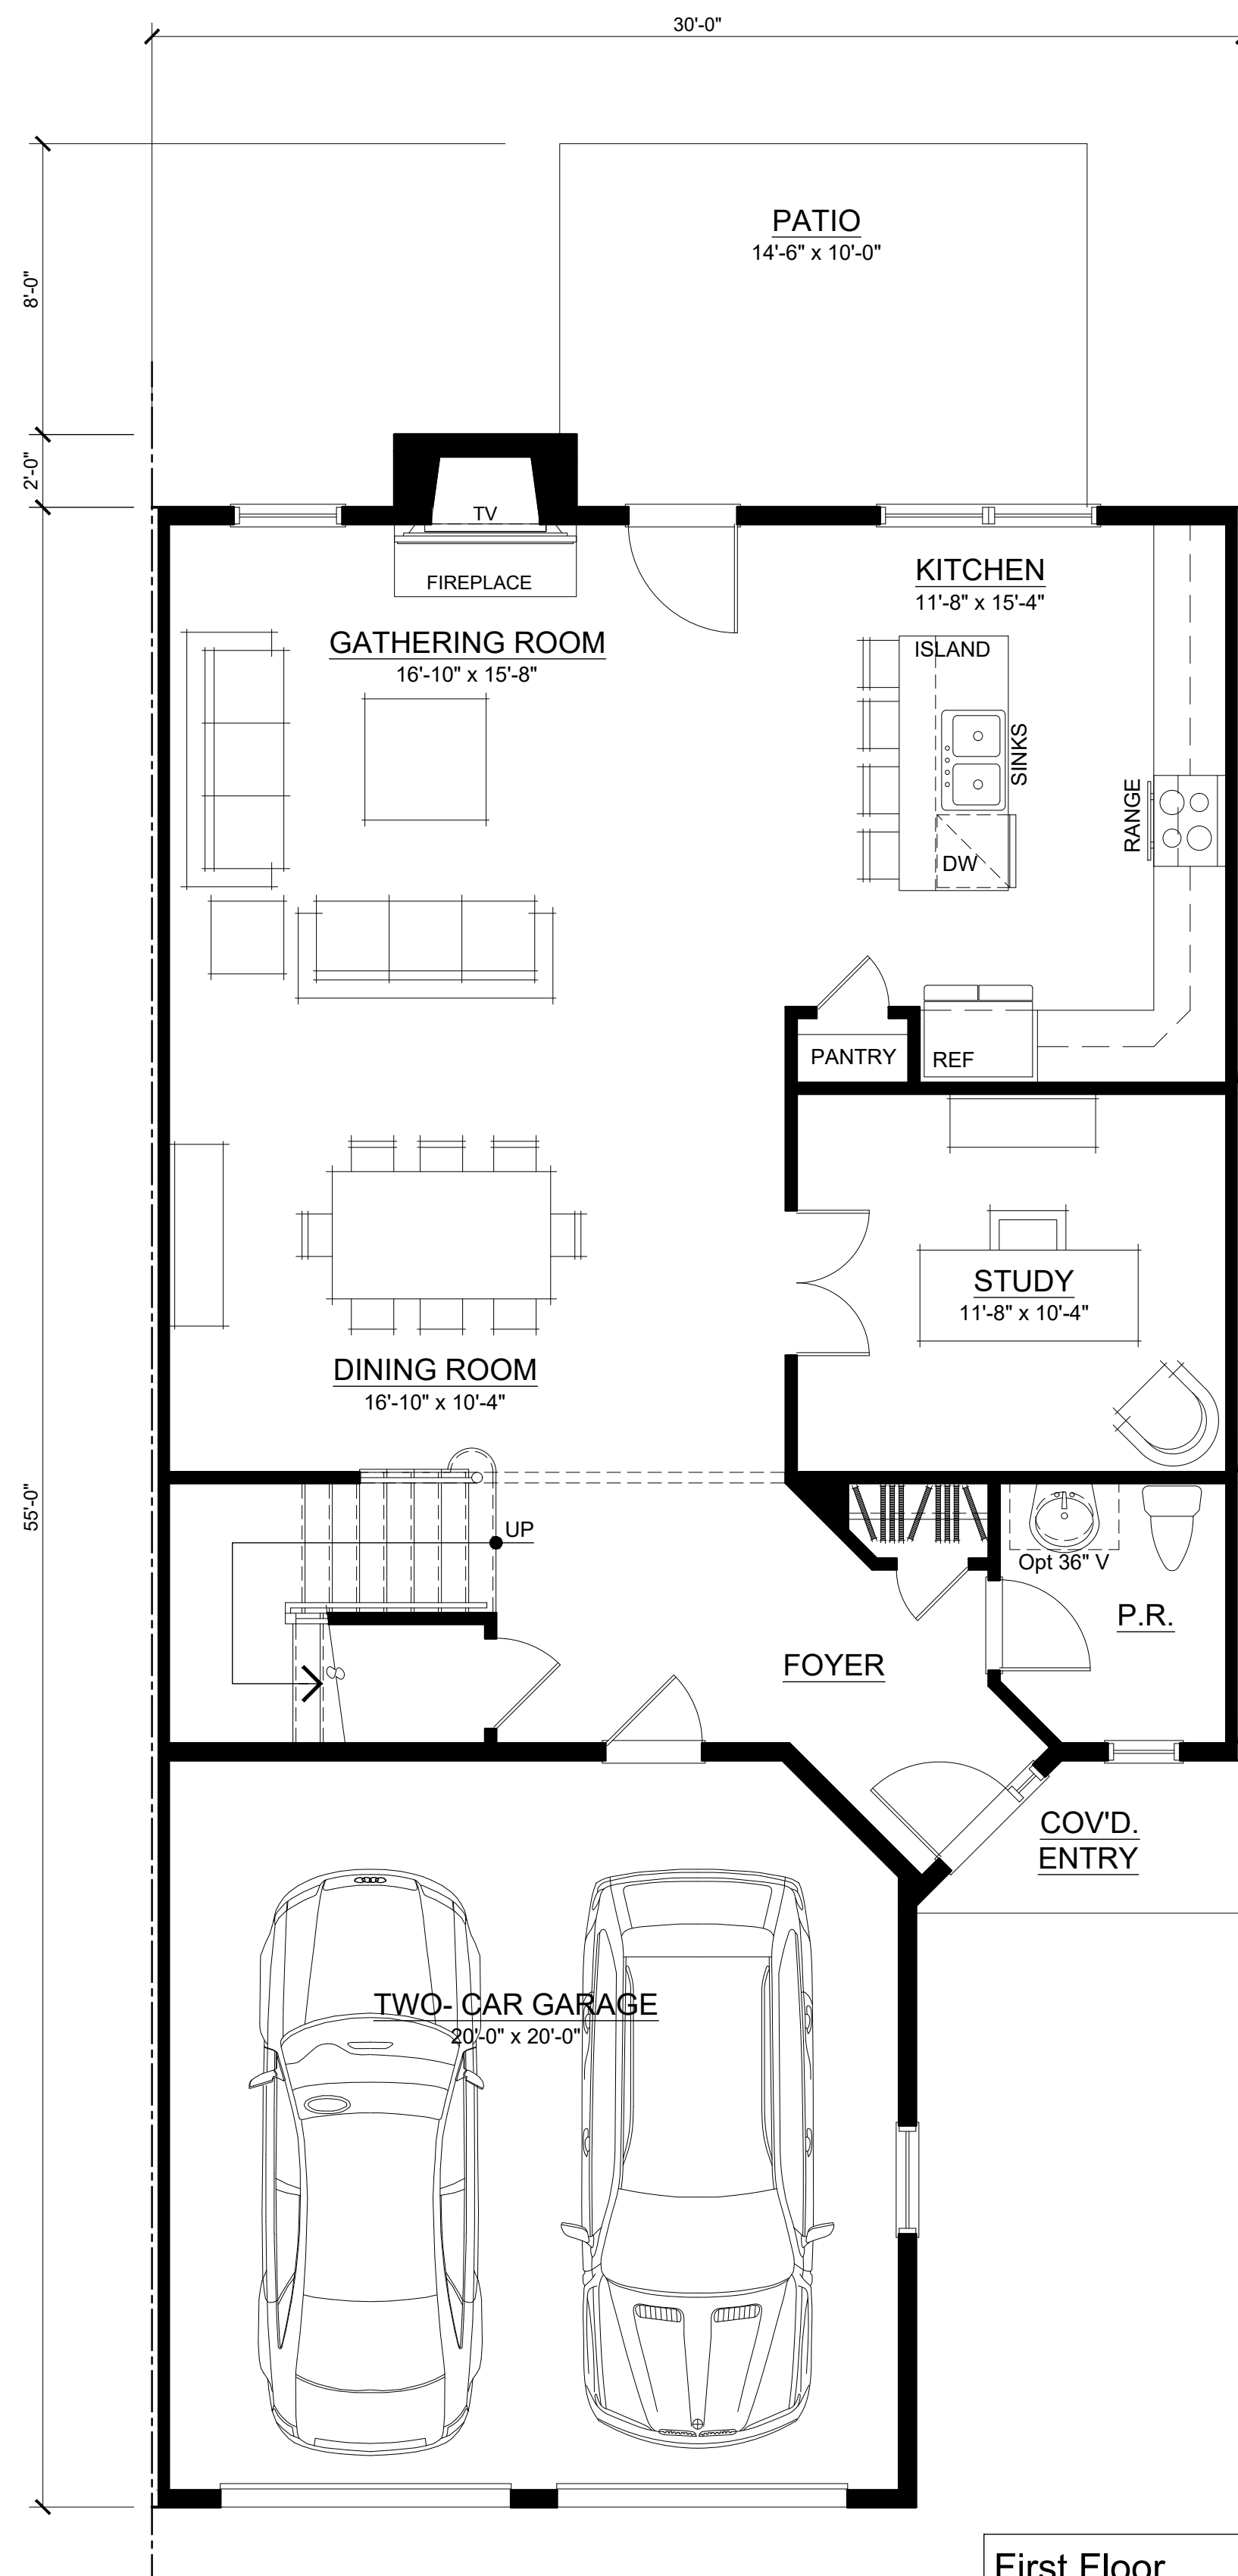 30'-0"
PATIO
14'-6" x 10'-0"
8'-0"
2'-0"
TV
FIREPLACE
KITCHEN
11'-8" x 15'-4"
GATHERING ROOM
16'-10" x 15'-8"
ISLAND
SINKS
RANGE
DW
PANTRY
REF
STUDY
11'-8" x 10'-4"
DINING ROOM
16'-10" x 10'-4"
55'-0"
UP
Opt 36" V
P.R.
FOYER
COV'D.
ENTRY
TWO- CAR GARAGE
20'-0" x 20'-0"
First Floor